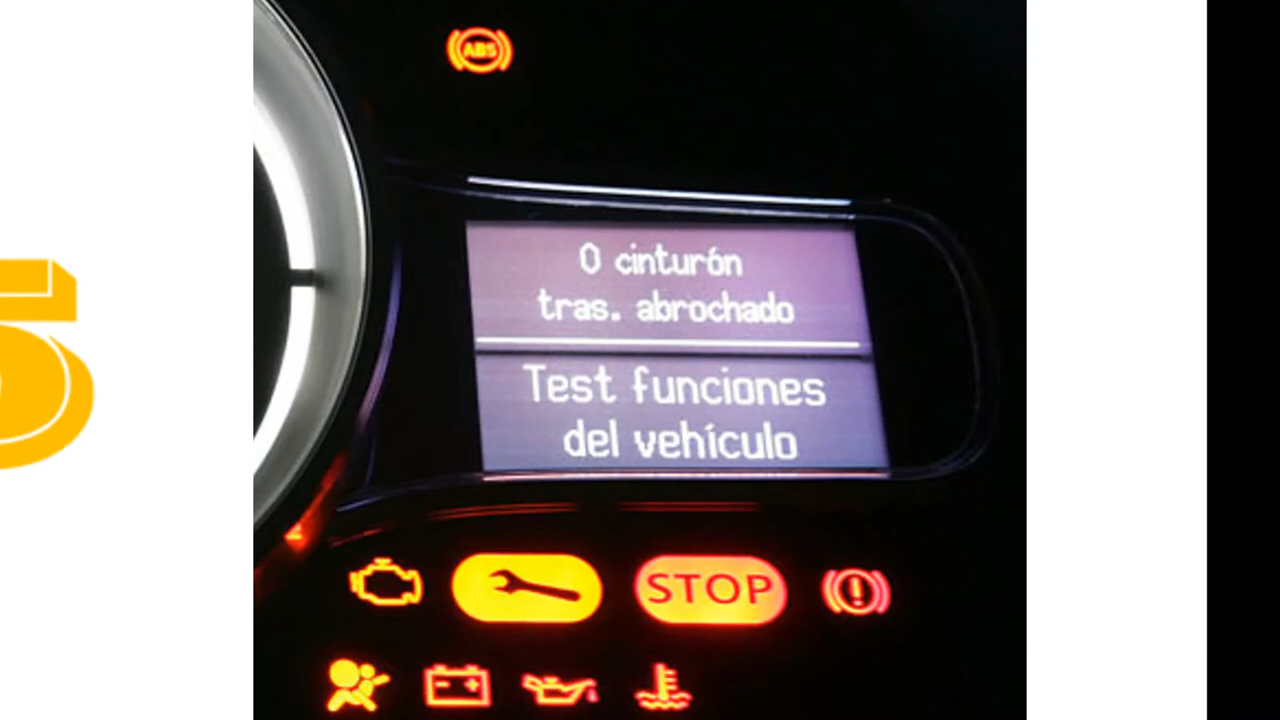 ABS
0 cinturón
tras. abrochado
Test funciones
del vehículo
STOP